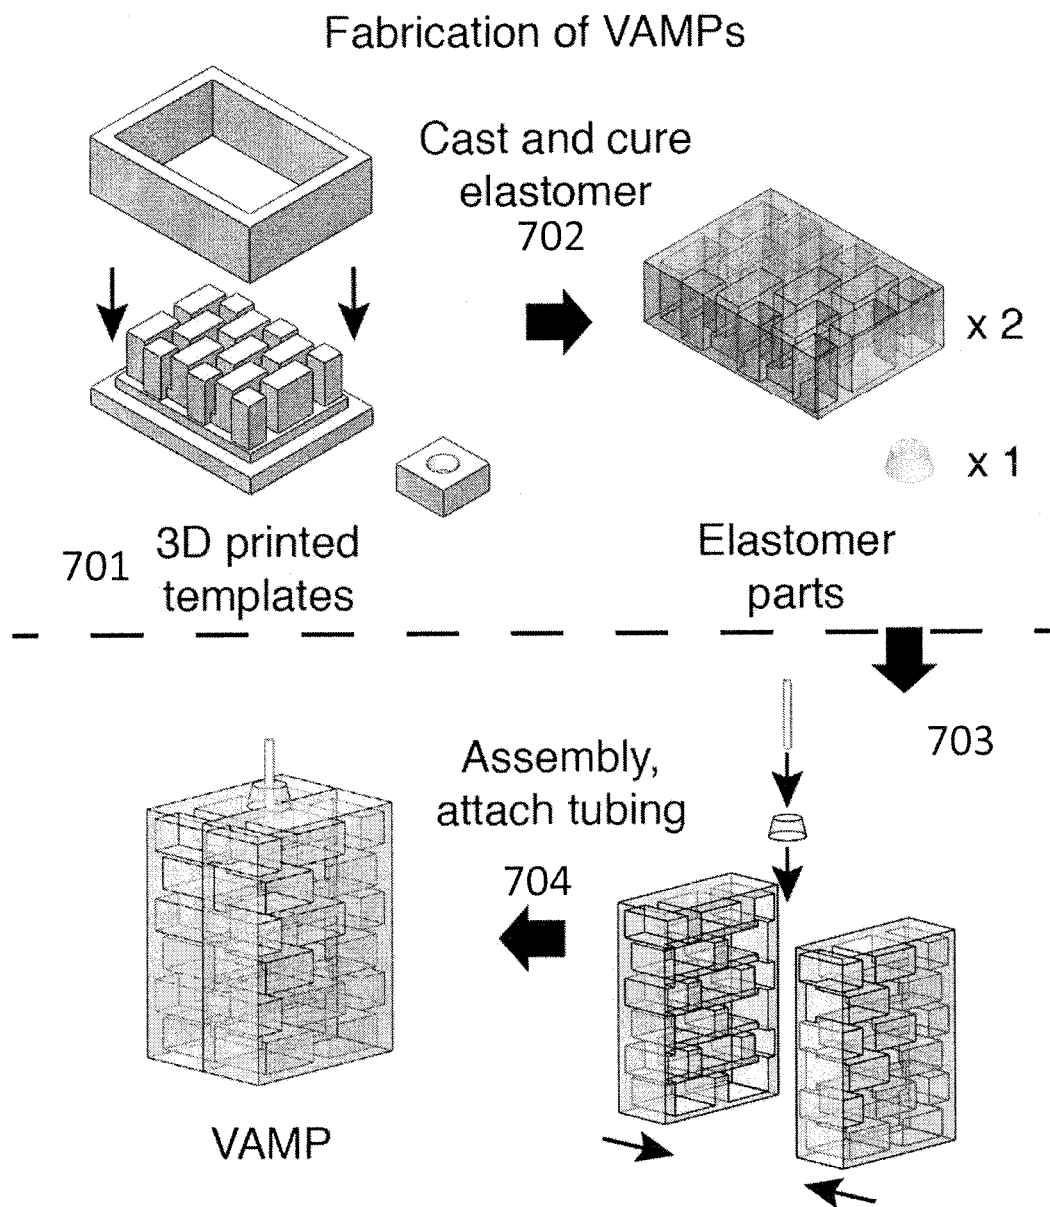 Fabrication of VAMPs
Cast and cure
elastomer
702
x 2
x 1
701
3D printed
templates
Elastomer
parts
703
Assembly,
attach tubing
704
VAMP